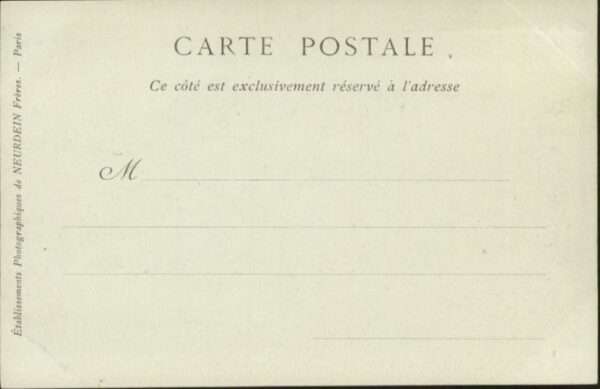 CARTE POSTALE.
Ce côté est exclusivement réservé à l'adresse
M
Établissements Photographiques de NEURDEIN Frères. — Paris